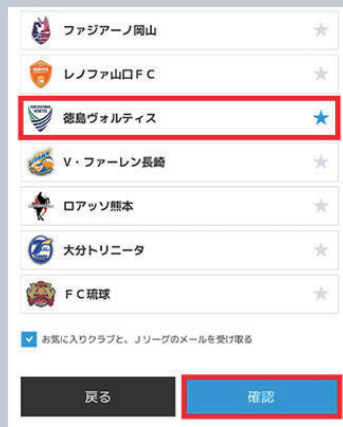 ファジアーノ岡山
レノファ山口ＦＣ
徳島ヴォルティス
V・ファーレン長崎
ロアッソ熊本
大分トリニータ
ＦＣ琉球
お気に入りクラブと、Ｊリーグのメールを受け取る
戻る
確認